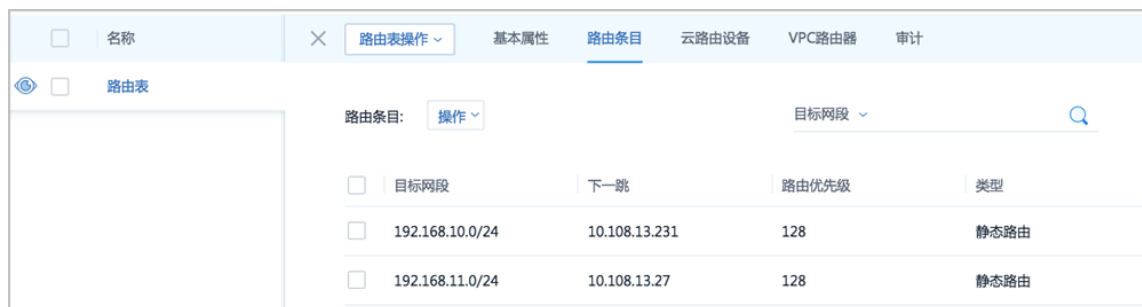 名称 路由表操作 基本属性 路由条目 云路由设备 VPC路由器 审计
路由表
路由条目: 操作 目标网段
目标网段 下一跳 路由优先级 类型
192.168.10.0/24 10.108.13.231 128 静态路由
192.168.11.0/24 10.108.13.27 128 静态路由